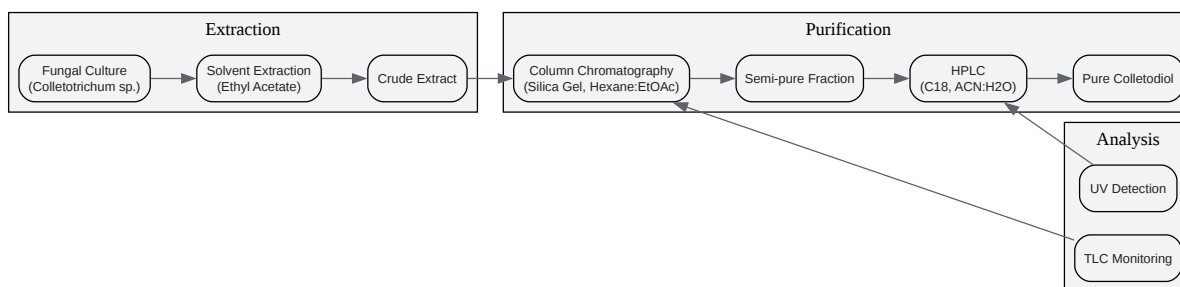 Extraction
Fungal Culture
(Colletotrichum sp.)
Solvent Extraction
(Ethyl Acetate)
Crude Extract
Purification
Column Chromatography
(Silica Gel, Hexane:EtOAc)
Semi-pure Fraction
HPLC
(C18, ACN:H2O)
Pure Colletodiol
Analysis
UV Detection
TLC Monitoring